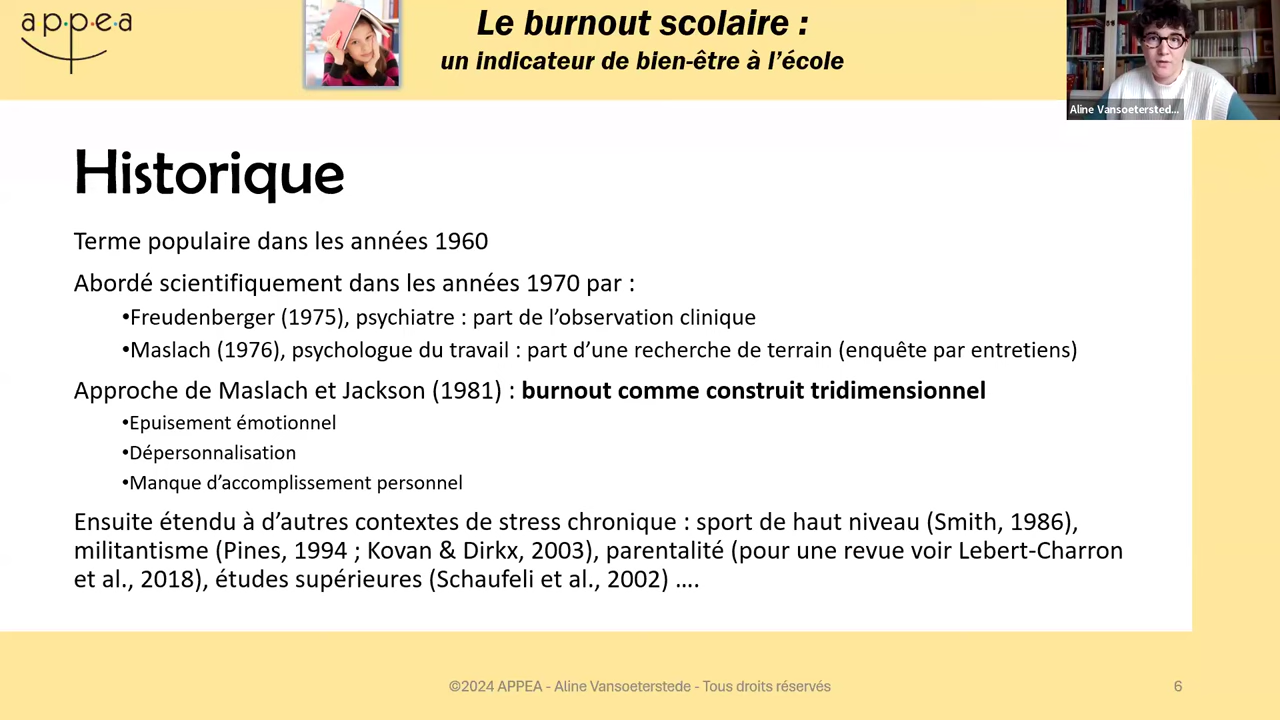 appea
Le burnout scolaire :
un indicateur de bien-être à l'école
Aline Vansoetersted...
Historique
Terme populaire dans les années 1960
Abordé scientifiquement dans les années 1970 par :
•Freudenberger (1975), psychiatre : part de l'observation clinique
•Maslach (1976), psychologue du travail : part d'une recherche de terrain (enquête par entretiens)
Approche de Maslach et Jackson (1981) : burnout comme construit tridimensionnel
•Epuisement émotionnel
•Dépersonnalisation
•Manque d'accomplissement personnel
Ensuite étendu à d'autres contextes de stress chronique : sport de haut niveau (Smith, 1986),
militantisme (Pines, 1994 ; Kovan & Dirkx, 2003), parentalité (pour une revue voir Lebert-Charron
et al., 2018), études supérieures (Schaufeli et al., 2002) ….
©2024 APPEA - Aline Vansoeterstede - Tous droits réservés
6